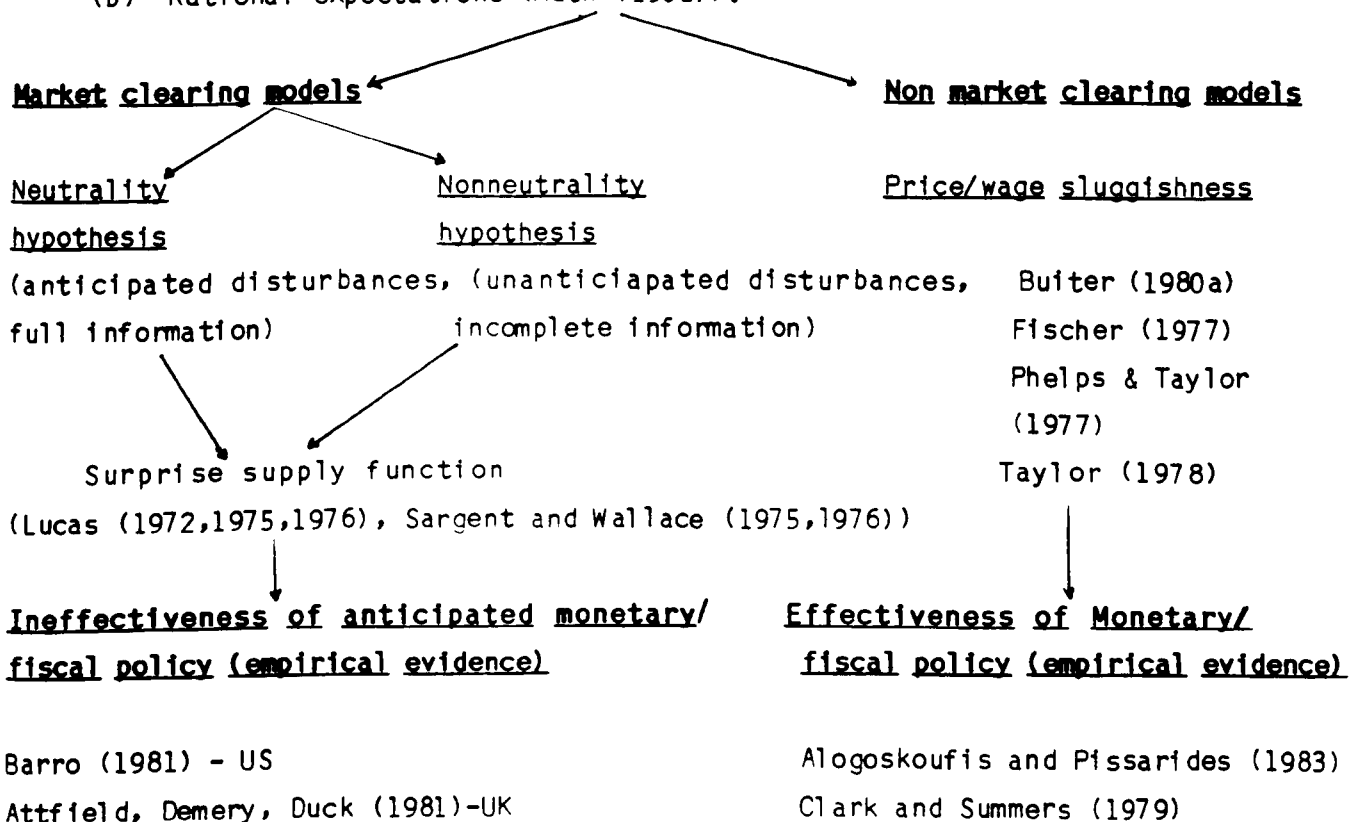 (b) Rational expectations
Market clearing models
Non market clearing models
Neutrality
hypothesis
(anticipated disturbances,
full information)
Nonneutrality
hypothesis
(unanticiapated disturbances,
incomplete information)
Price/wage sluggishness
Buiter (1980a)
Fischer (1977)
Phelps & Taylor
(1977)
Taylor (1978)
Surprise supply function
(Lucas (1972,1975,1976), Sargent and Wallace (1975,1976))
Ineffectiveness of anticipated monetary/
fiscal policy (empirical evidence)
Effectiveness of Monetary/
fiscal policy (empirical evidence)
Barro (1981) - US
Attfield, Demery, Duck (1981)-UK
Alogoskoufis and Pissarides (1983)
Clark and Summers (1979)